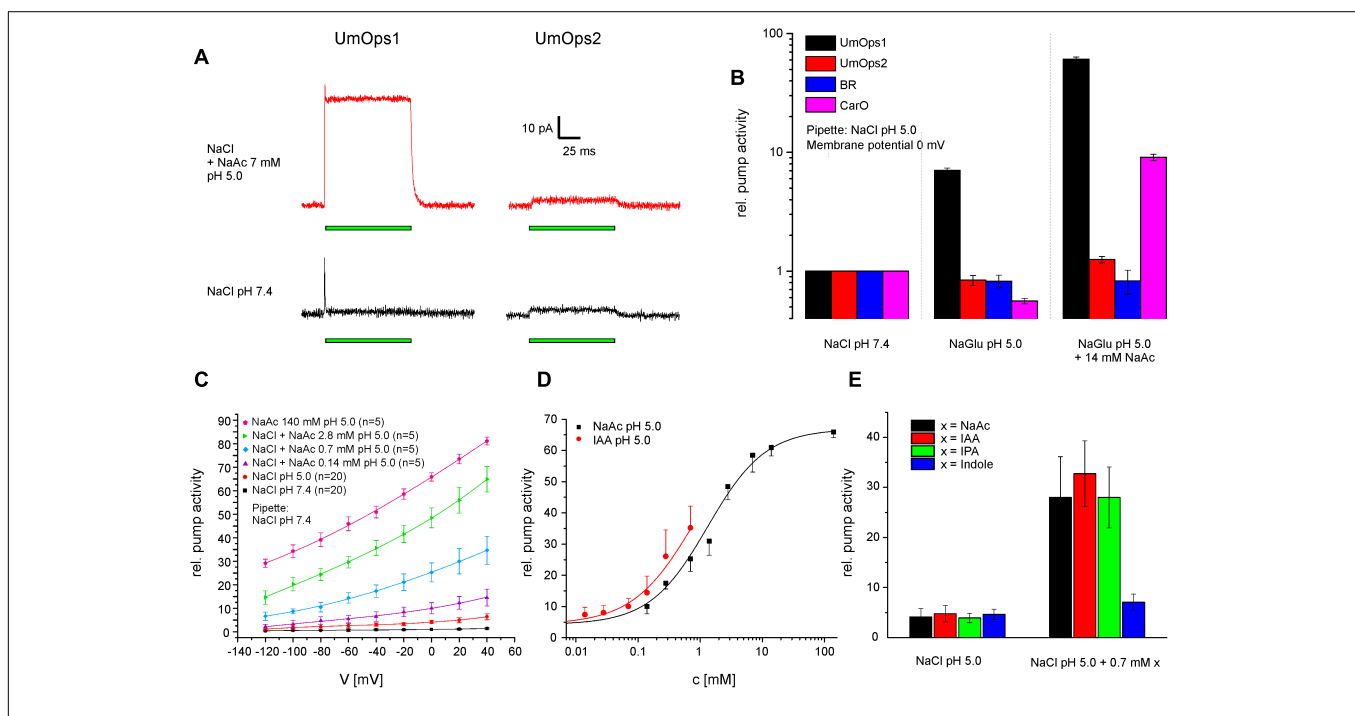 UmOps1
UmOps2
A
NaCl
+ NaAc 7 mM
pH 5.0
10 pA
25 ms
NaCl pH 7.4
B
100
10
1
rel. pump activity
UmOps1
UmOps2
BR
CarO
Pipette: NaCl pH 5.0
Membrane potential 0 mV
NaCl pH 7.4
NaGlu pH 5.0
NaGlu pH 5.0
+ 14 mM NaAc
C
90
80
70
60
50
40
30
20
10
0
rel. pump activity
NaAc 140 mM pH 5.0 (n=5)
NaCl + NaAc 2.8 mM pH 5.0 (n=5)
NaCl + NaAc 0.7 mM pH 5.0 (n=5)
NaCl + NaAc 0.14 mM pH 5.0 (n=5)
NaCl pH 5.0 (n=20)
NaCl pH 7.4 (n=20)
Pipette:
NaCl pH 7.4
-140 -120 -100 -80 -60 -40 -20 0 20 40 60
V [mV]
D
70
60
50
40
30
20
10
0
rel. pump activity
NaAc pH 5.0
IAA pH 5.0
0.01 0.1 1 10 100
c [mM]
E
40
30
20
10
0
rel. pump activity
x = NaAc
x = IAA
x = IPA
x = Indole
NaCl pH 5.0
NaCl pH 5.0 + 0.7 mM x